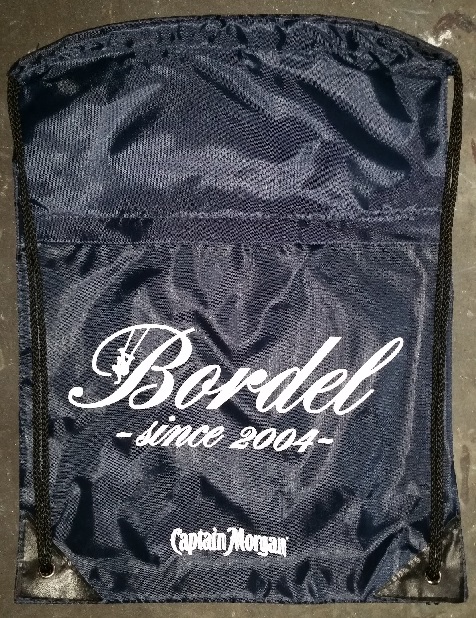 Bordel
-since 2004-
Captain Morgan